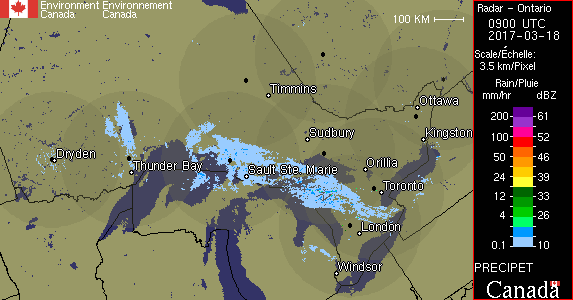 Environment Environnement
Canada Canada
100 KM
Timmins
Ottawa
Kingston
Sudbury
Dryden
Thunder Bay
Sault Ste. Marie
Orillia
Toronto
London
Windsor
Radar - Ontario
0900 UTC
2017-03-18
Scale/Échelle:
3.5 km/Pixel
Rain/Pluie
mm/hr dBZ
200 61
100 52
50 46
24 39
12 33
4 26
0.1 10
PRECIPET
Canada